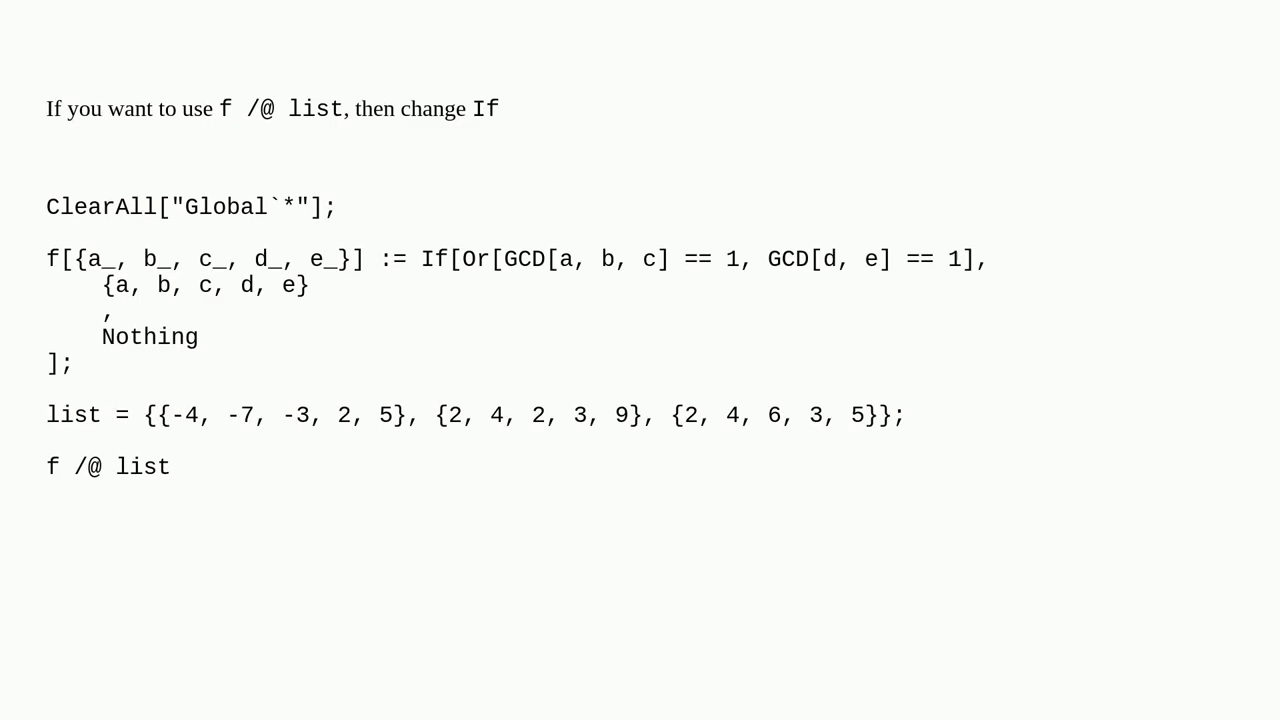 If you want to use f /@ list, then change If
ClearAll["Global`*"];
f[{a_, b_, c_, d_, e_}] := If[Or[GCD[a, b, c] == 1, GCD[d, e] == 1],
    {a, b, c, d, e}
    ,
    Nothing
];
list = {{-4, -7, -3, 2, 5}, {2, 4, 2, 3, 9}, {2, 4, 6, 3, 5}};
f /@ list